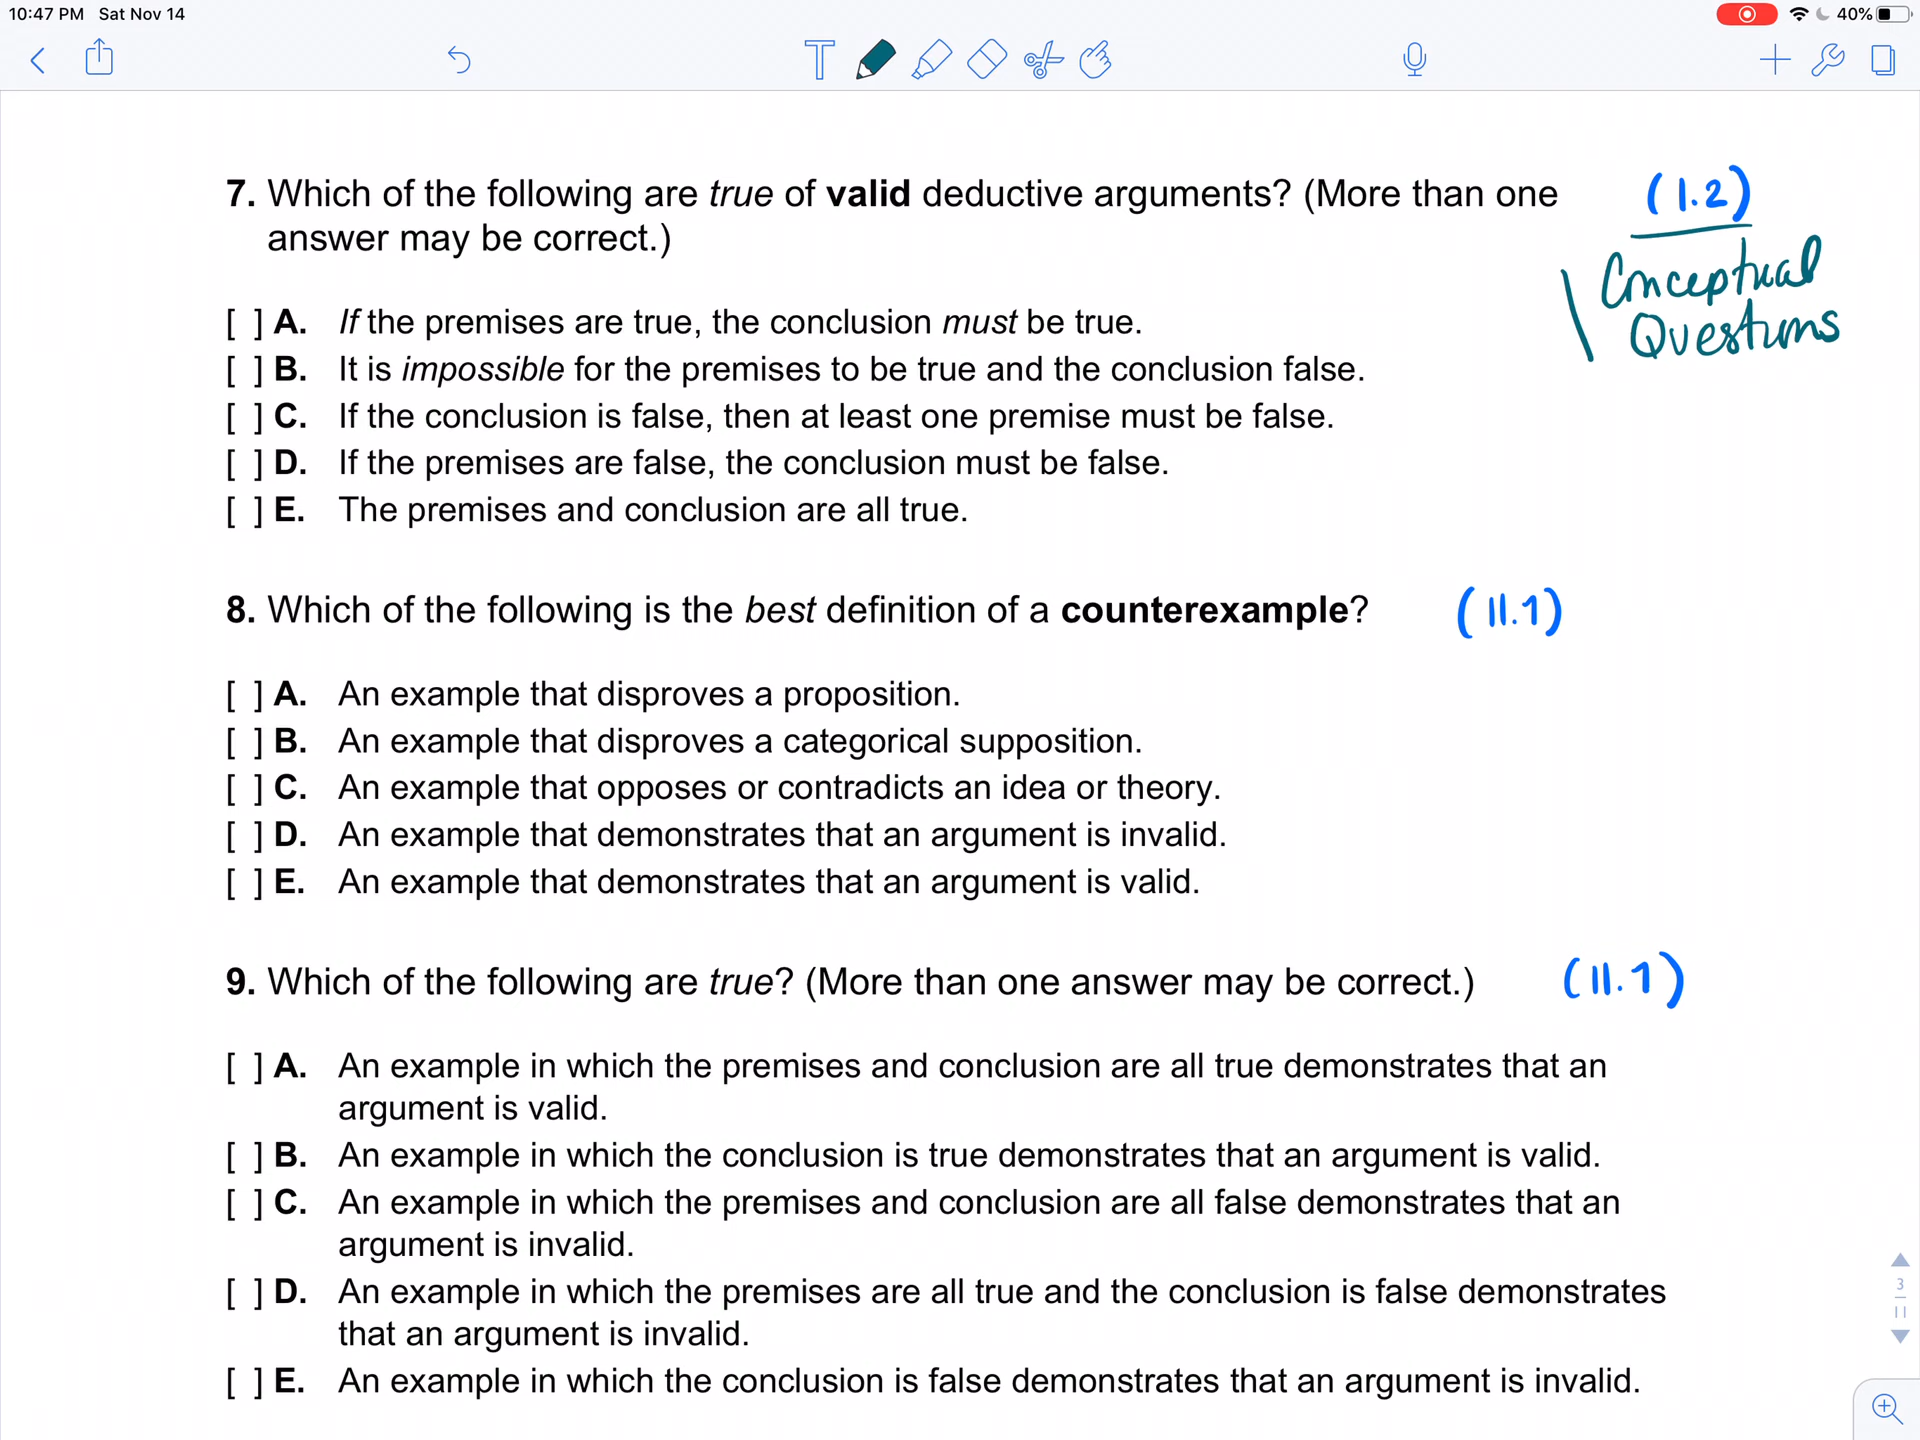 10:47 PM Sat Nov 14
40%
7. Which of the following are true of valid deductive arguments? (More than one
answer may be correct.)
(1.2)
Conceptual
Questions
[ ] A. If the premises are true, the conclusion must be true.
[ ] B. It is impossible for the premises to be true and the conclusion false.
[ ] C. If the conclusion is false, then at least one premise must be false.
[ ] D. If the premises are false, the conclusion must be false.
[ ] E. The premises and conclusion are all true.
8. Which of the following is the best definition of a counterexample? (11.1)
[ ] A. An example that disproves a proposition.
[ ] B. An example that disproves a categorical supposition.
[ ] C. An example that opposes or contradicts an idea or theory.
[ ] D. An example that demonstrates that an argument is invalid.
[ ] E. An example that demonstrates that an argument is valid.
9. Which of the following are true? (More than one answer may be correct.) (11.1)
[ ] A. An example in which the premises and conclusion are all true demonstrates that an
argument is valid.
[ ] B. An example in which the conclusion is true demonstrates that an argument is valid.
[ ] C. An example in which the premises and conclusion are all false demonstrates that an
argument is invalid.
[ ] D. An example in which the premises are all true and the conclusion is false demonstrates
that an argument is invalid.
[ ] E. An example in which the conclusion is false demonstrates that an argument is invalid.
3
11